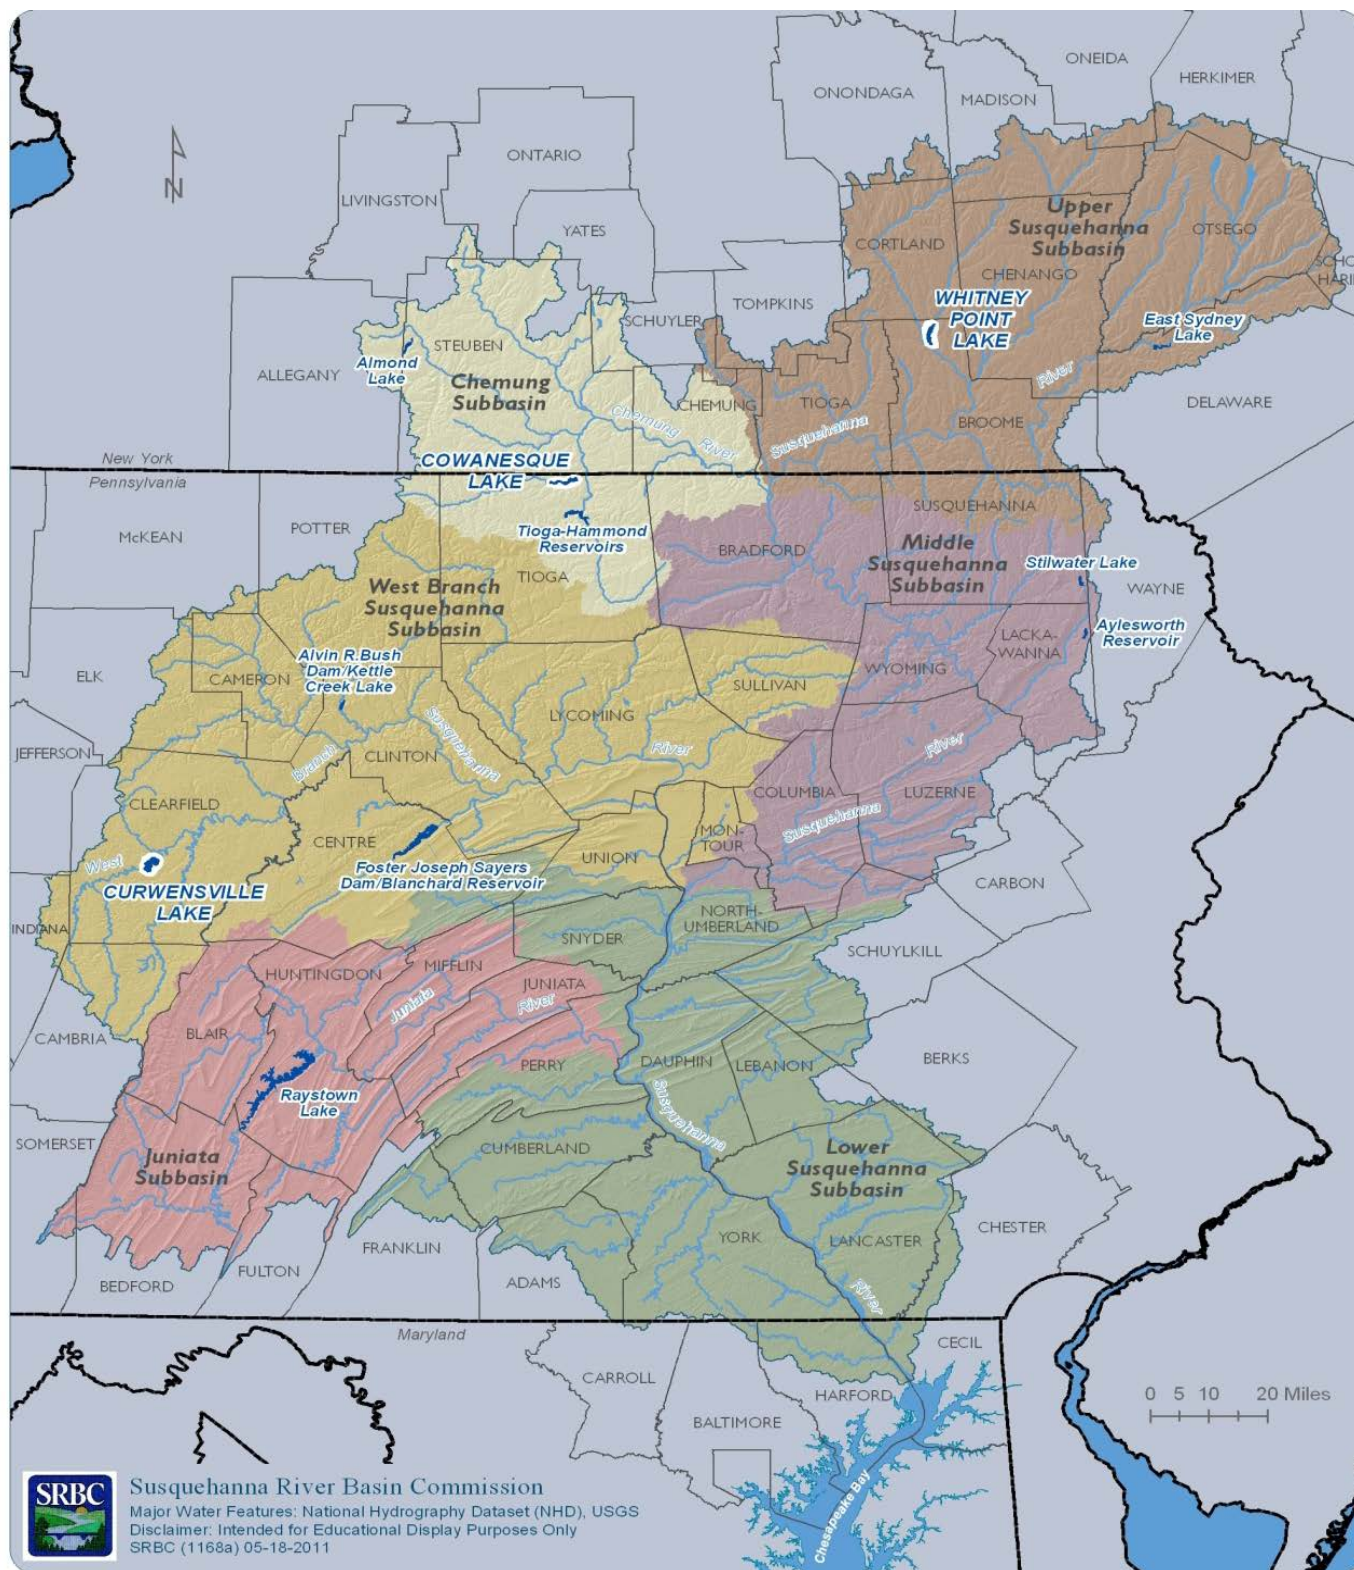 ONEIDA
HERKIMER
ONONDAGA
MADISON
ONTARIO
LIVINGSTON
YATES
N
Upper
Susquehanna
Subbasin
OTSEGO
CORTLAND
CHENANGO
SCHO
HARIE
TOMPKINS
SCHUYLER
WHITNEY
POINT
LAKE
East Sydney
Lake
STEUBEN
Almond
Lake
ALLEGANY
Chemung
Subbasin
CHEMUNG
TIOGA
River
DELAWARE
BROOME
Chemung
River
Susquehanna
New York
Pennsylvania
COWANESQUE
LAKE
POTTER
McKEAN
SUSQUEHANNA
Tioga-Hammond
Reservoirs
BRADFORD
Middle
Susquehanna
Subbasin
Stilwater Lake
WAYNE
TIOGA
West Branch
Susquehanna
Subbasin
LACKA-
WANNA
Aylesworth
Reservoir
Alvin R.Bush
Dam/Kettle
Creek Lake
ELK
CAMERON
WYOMING
SULLIVAN
LYCOMING
Susquehanna
River
River
JEFFERSON
CLINTON
Branch
CLEARFIELD
COLUMBIA
LUZERNE
Susquehanna
CENTRE
MON-
TOUR
UNION
West
Foster Joseph Sayers
Dam/Blanchard Reservoir
CARBON
CURWENSVILLE
LAKE
INDIANA
NORTH-
UMBERLAND
SNYDER
SCHUYLKILL
HUNTINGDON
MIFFLIN
JUNIATA
Juniata
River
BLAIR
CAMBRIA
PERRY
DAUPHIN
LEBANON
BERKS
Raystown
Lake
Susquehanna
SOMERSET
Juniata
Subbasin
CUMBERLAND
Lower
Susquehanna
Subbasin
CHESTER
FRANKLIN
YORK
LANCASTER
BEDFORD
FULTON
ADAMS
River
Maryland
CECIL
CARROLL
HARFORD
BALTIMORE
0 5 10 20 Miles
Chesapeake Bay
SRBC
Susquehanna River Basin Commission
Major Water Features: National Hydrography Dataset (NHD), USGS
Disclaimer: Intended for Educational Display Purposes Only
SRBC (1168a) 05-18-2011